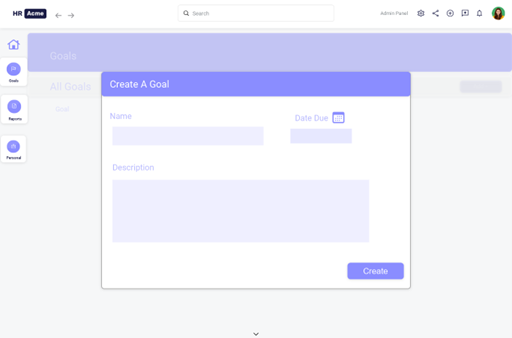 HR Acme
Search
Admin Panel
Goals
All Goals
Goal
Goals
Reports
Personal
Create A Goal
Name
Date Due
Description
Create